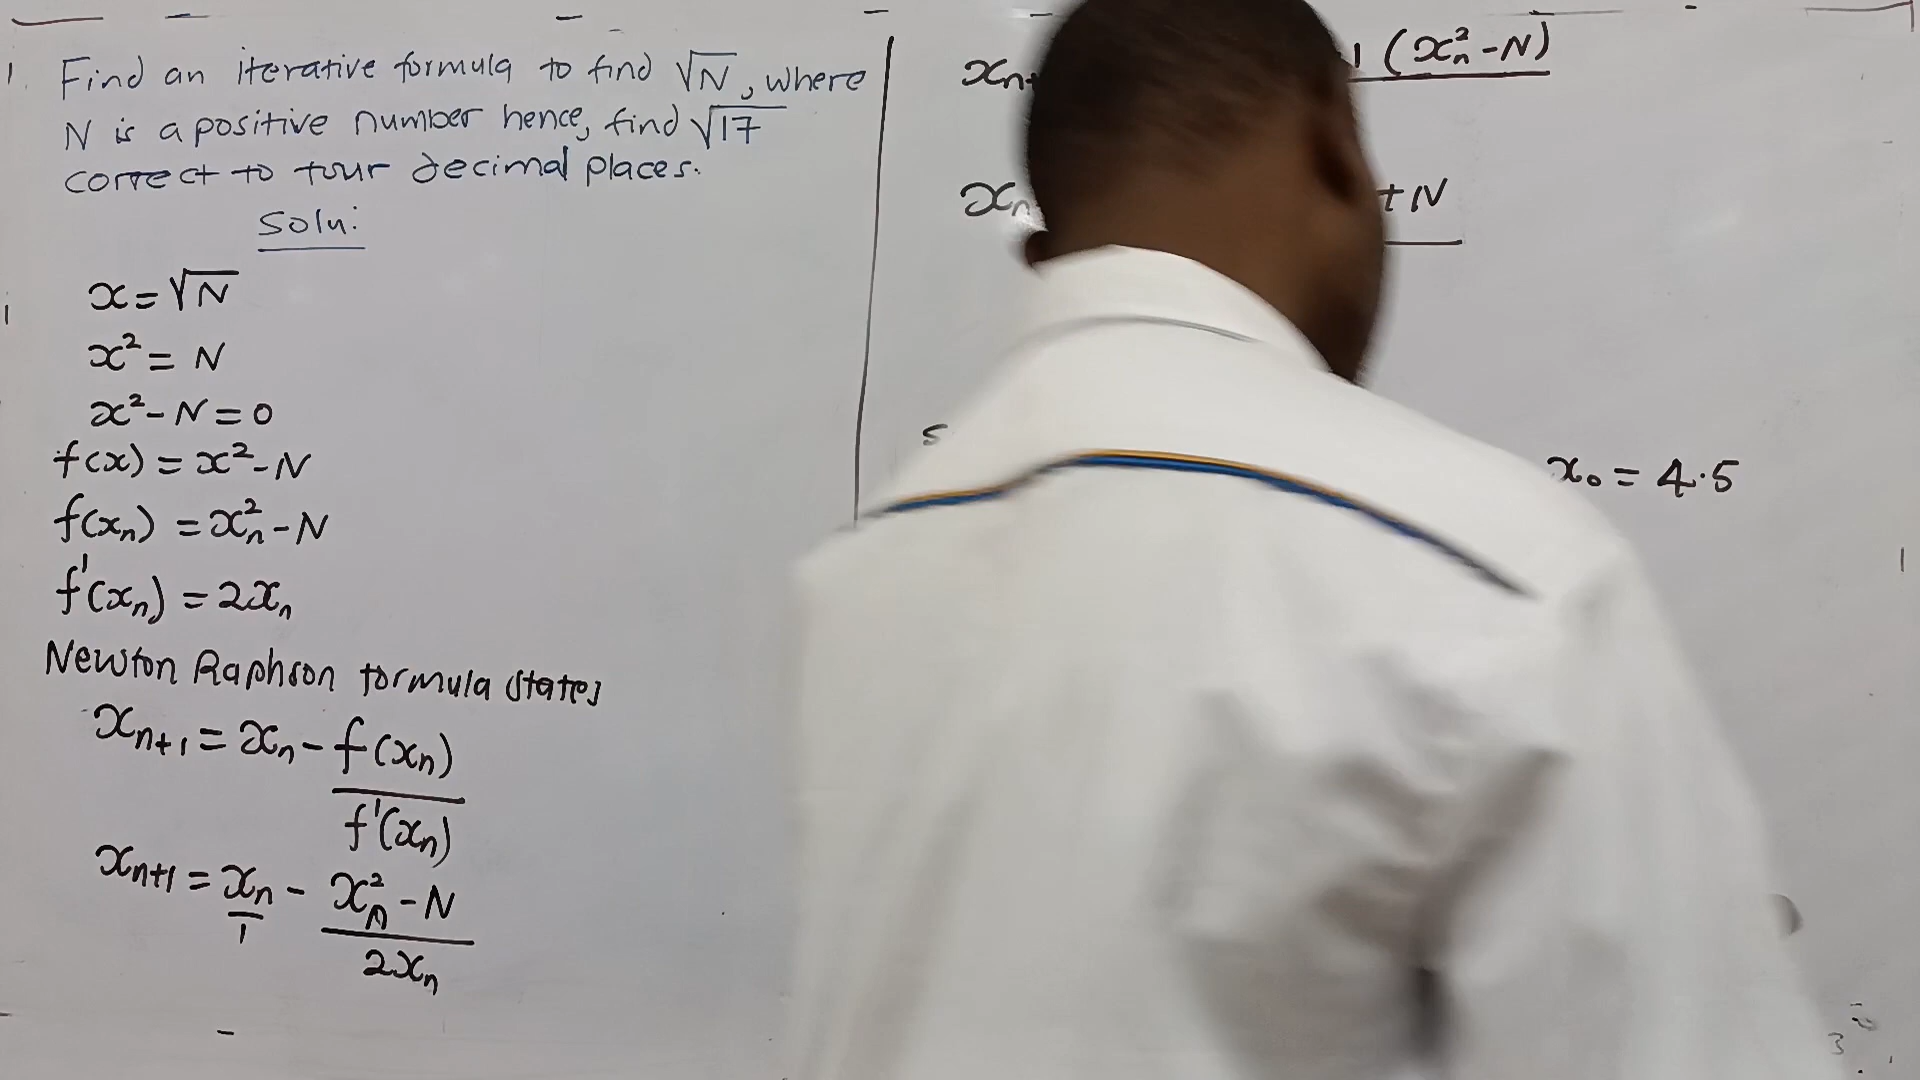 Find an iterative formula to find √N, where
N is a positive number hence, find √17
correct to four decimal places.
Soln:
x = √N
x² = N
x² - N = 0
f(x) = x² - N
f(xₙ) = xₙ² - N
f'(xₙ) = 2xₙ
Newton Raphson formula states
xₙ₊₁ = xₙ - f(xₙ)
f'(xₙ)
xₙ₊₁ = xₙ - xₙ² - N
1 2xₙ
xₙ₊ 1 (xₙ² - N)
xₙ + N
x₀ = 4.5